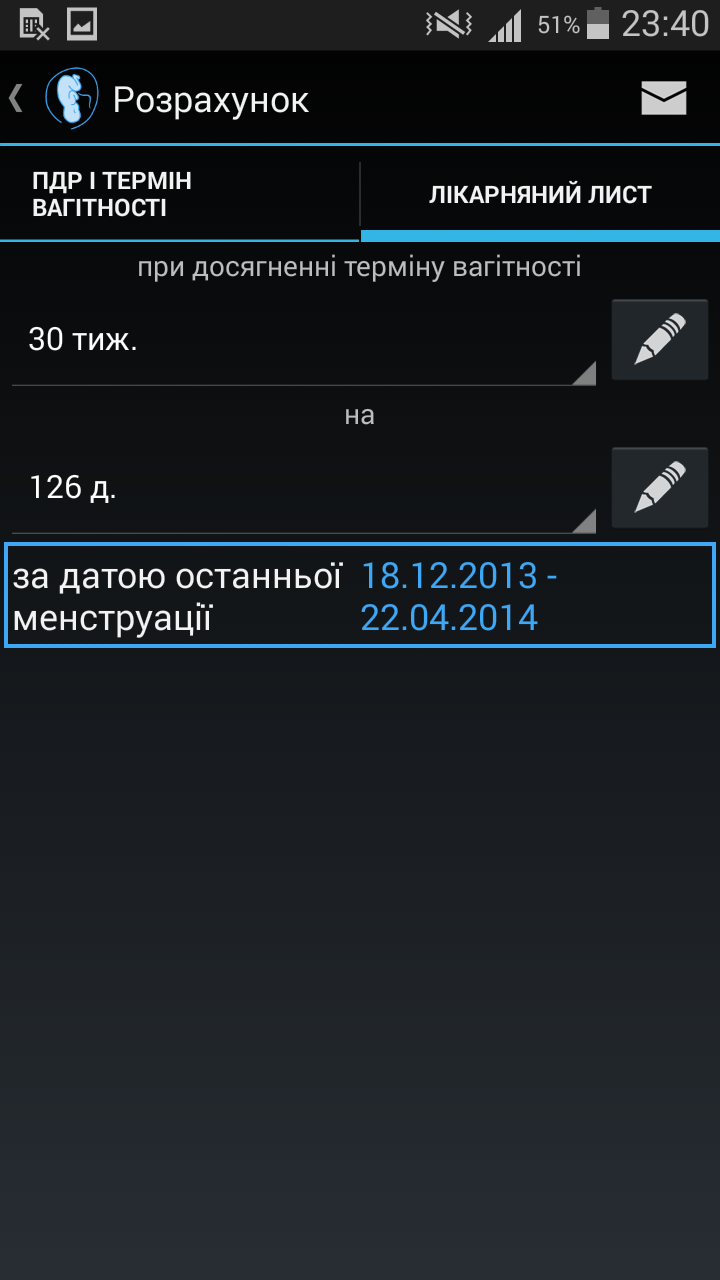 51% 23:40
Розрахунок
ПДР І ТЕРМІН
ВАГІТНОСТІ
ЛІКАРНЯНИЙ ЛИСТ
при досягненні терміну вагітності
30 тиж.
на
126 д.
за датою останньої 18.12.2013 -
менструації 22.04.2014